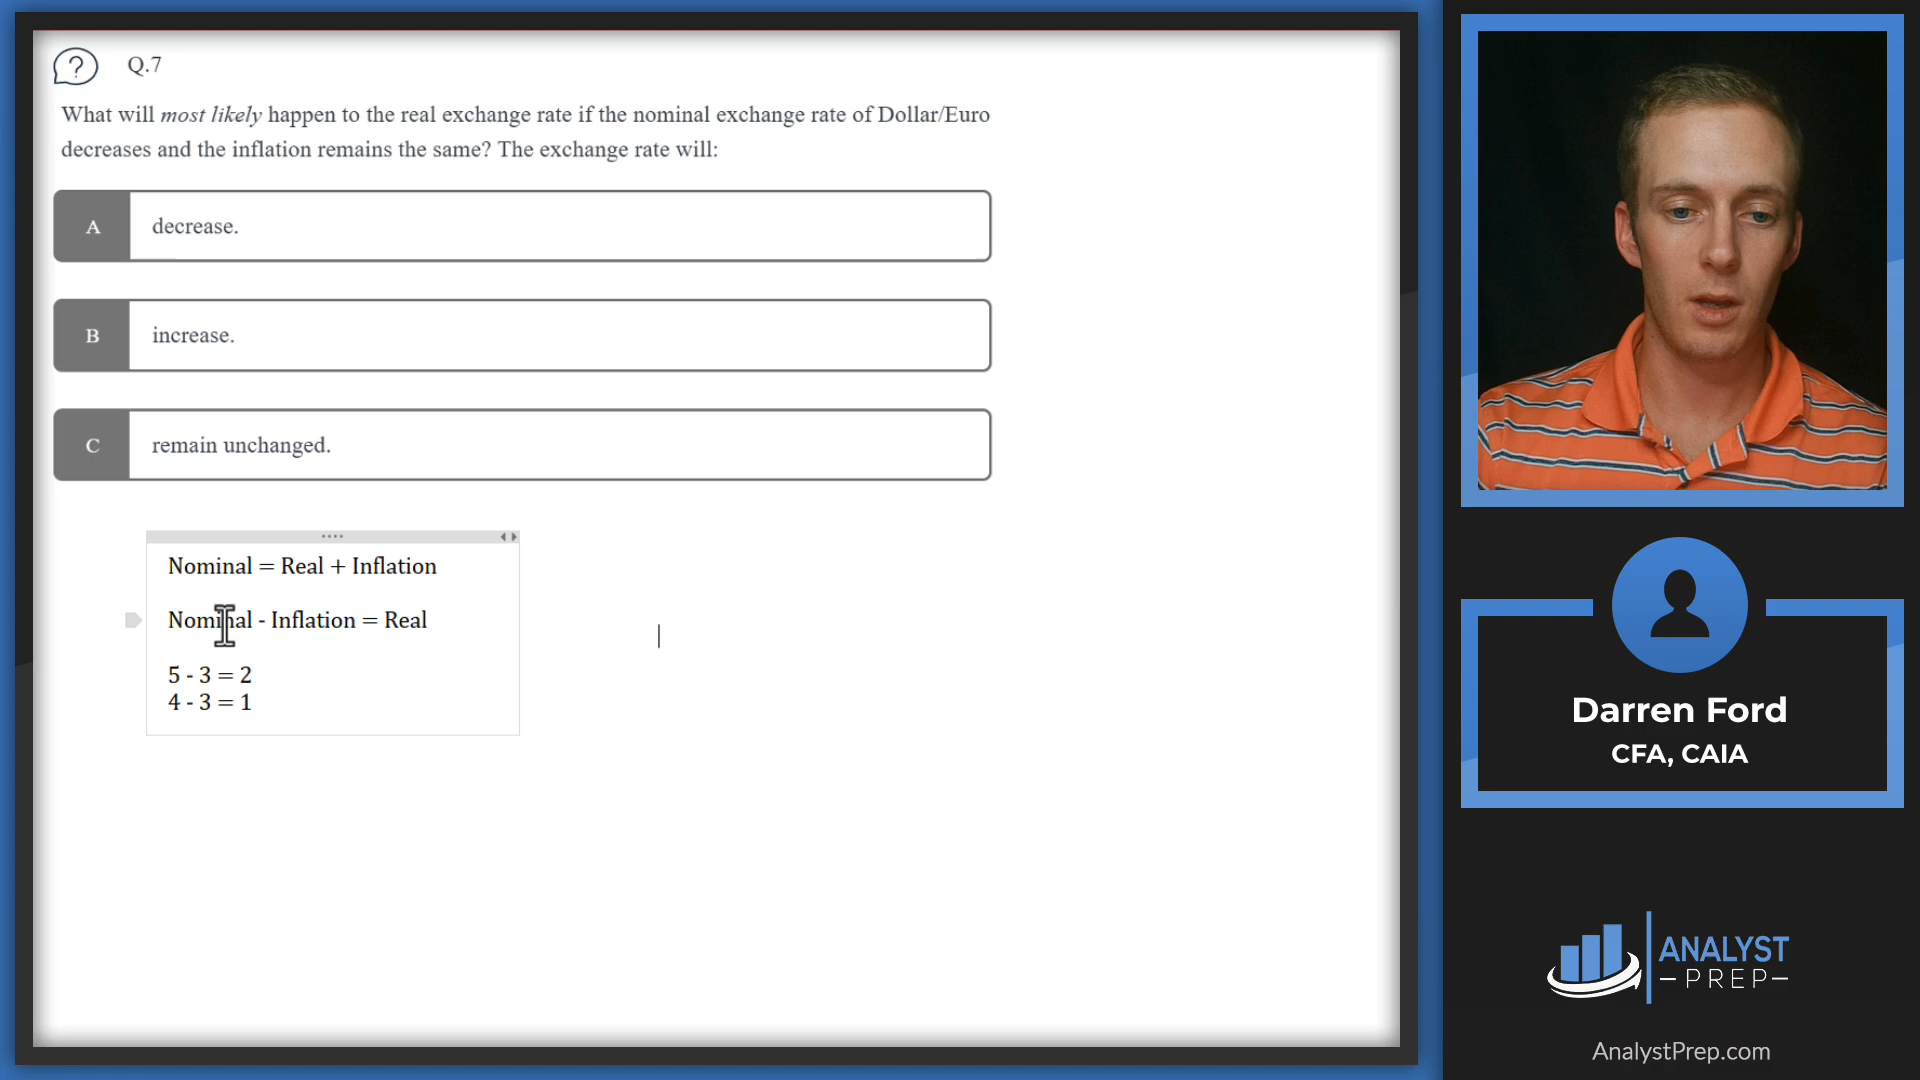 ?
Q.7
What will most likely happen to the real exchange rate if the nominal exchange rate of Dollar/Euro
decreases and the inflation remains the same? The exchange rate will:
A decrease.
B increase.
C remain unchanged.
Nominal = Real + Inflation
Nominal - Inflation = Real
5 - 3 = 2
4 - 3 = 1
Darren Ford
CFA, CAIA
ANALYST
PREP
AnalystPrep.com